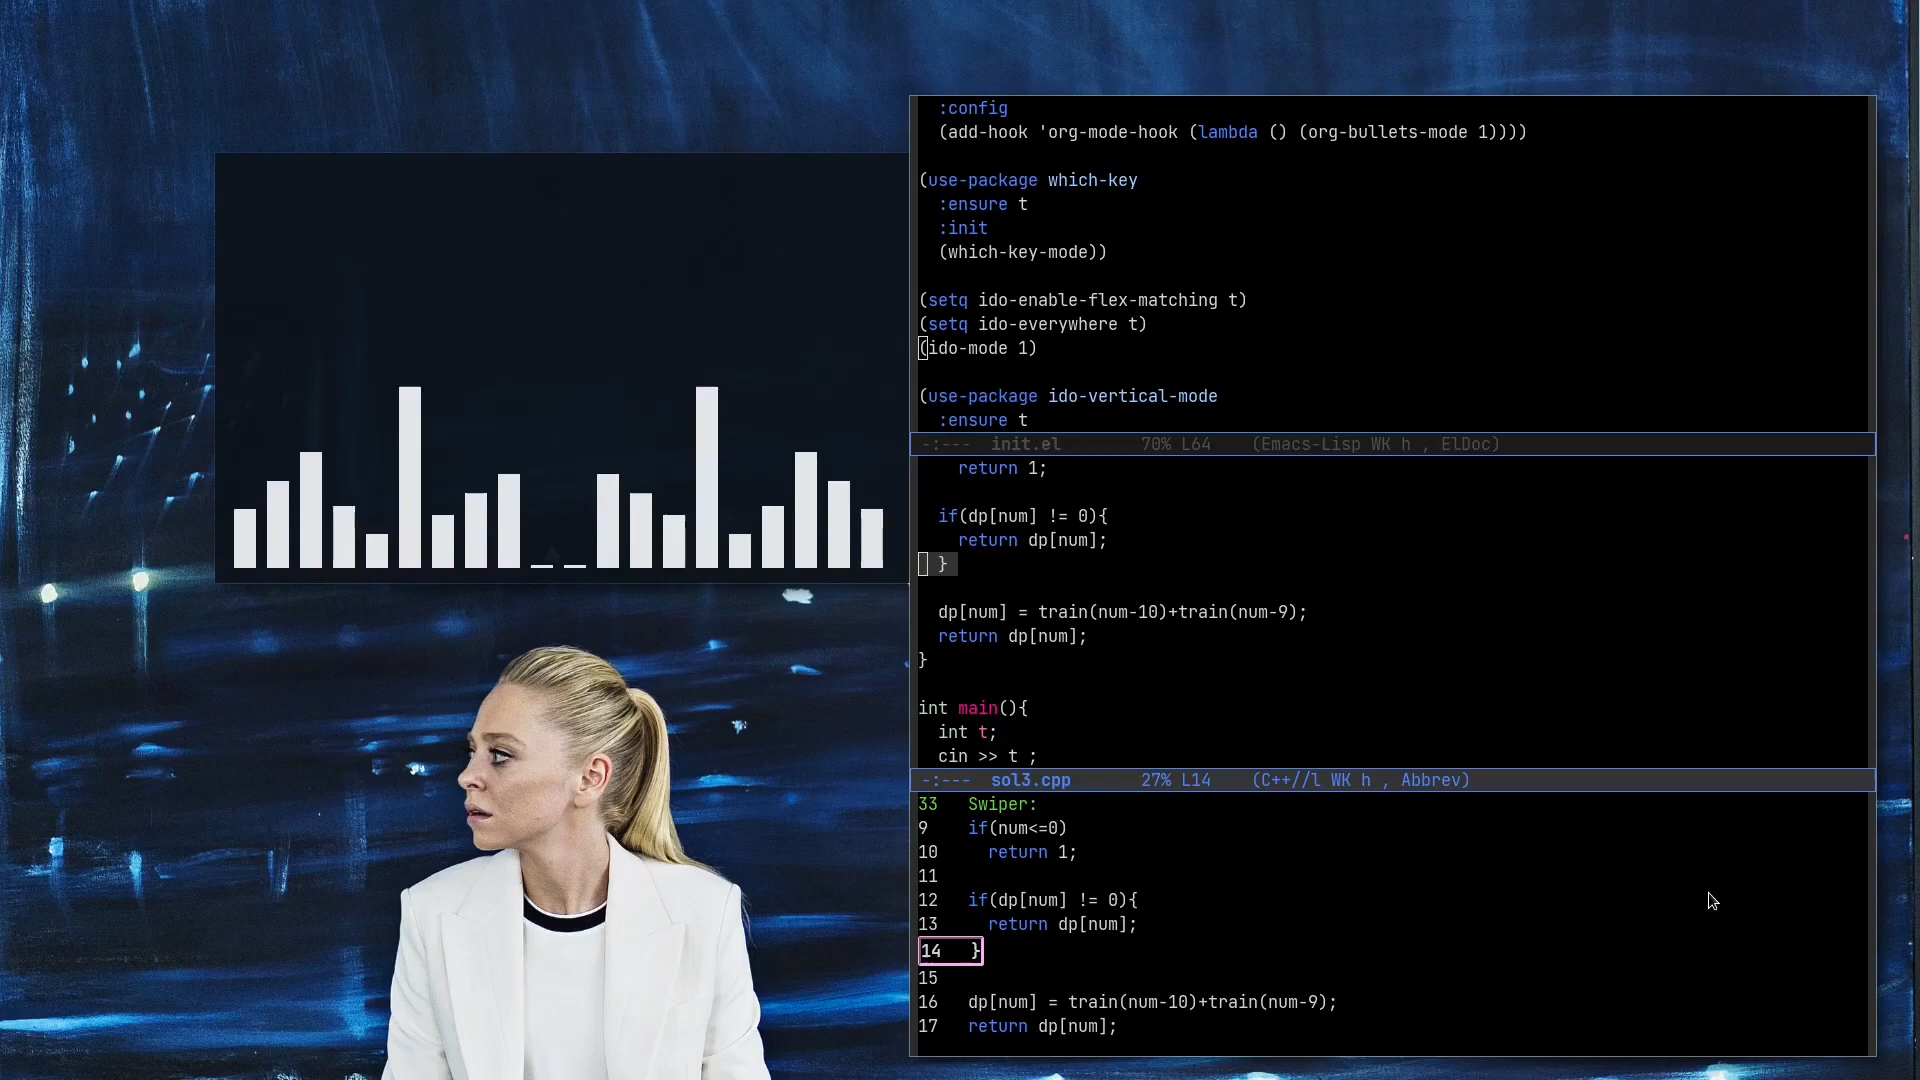 :config
(add-hook 'org-mode-hook (lambda () (org-bullets-mode 1))))
(use-package which-key
:ensure t
:init
(which-key-mode))
(setq ido-enable-flex-matching t)
(setq ido-everywhere t)
(ido-mode 1)
(use-package ido-vertical-mode
:ensure t
-:--- init.el 70% L64 (Emacs-Lisp WK h , ElDoc)
return 1;
if(dp[num] != 0){
return dp[num];
}
dp[num] = train(num-10)+train(num-9);
return dp[num];
}
int main(){
int t;
cin >> t ;
-:--- sol3.cpp 27% L14 (C++//l WK h , Abbrev)
33 Swiper:
9 if(num<=0)
10 return 1;
11
12 if(dp[num] != 0){
13 return dp[num];
14 }
15
16 dp[num] = train(num-10)+train(num-9);
17 return dp[num];